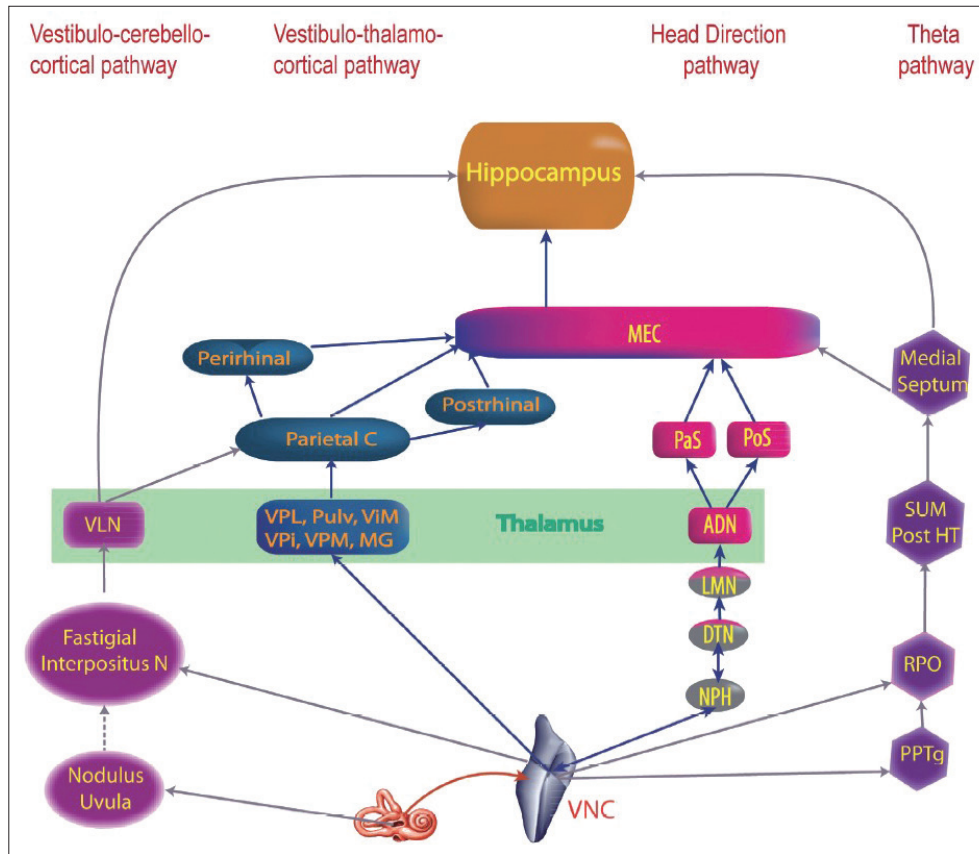 Vestibulo-cerebello-
cortical pathway
Vestibulo-thalamo-
cortical pathway
Head Direction
pathway
Theta
pathway
Hippocampus
MEC
Perirhinal
Medial
Septum
Postrhinal
Parietal C
PaS
PoS
VLN
VPL, Pulv, ViM
VPi, VPM, MG
Thalamus
ADN
SUM
Post HT
LMN
Fastigial
Interpositus N
DTN
RPO
NPH
PPTg
Nodulus
Uvula
VNC